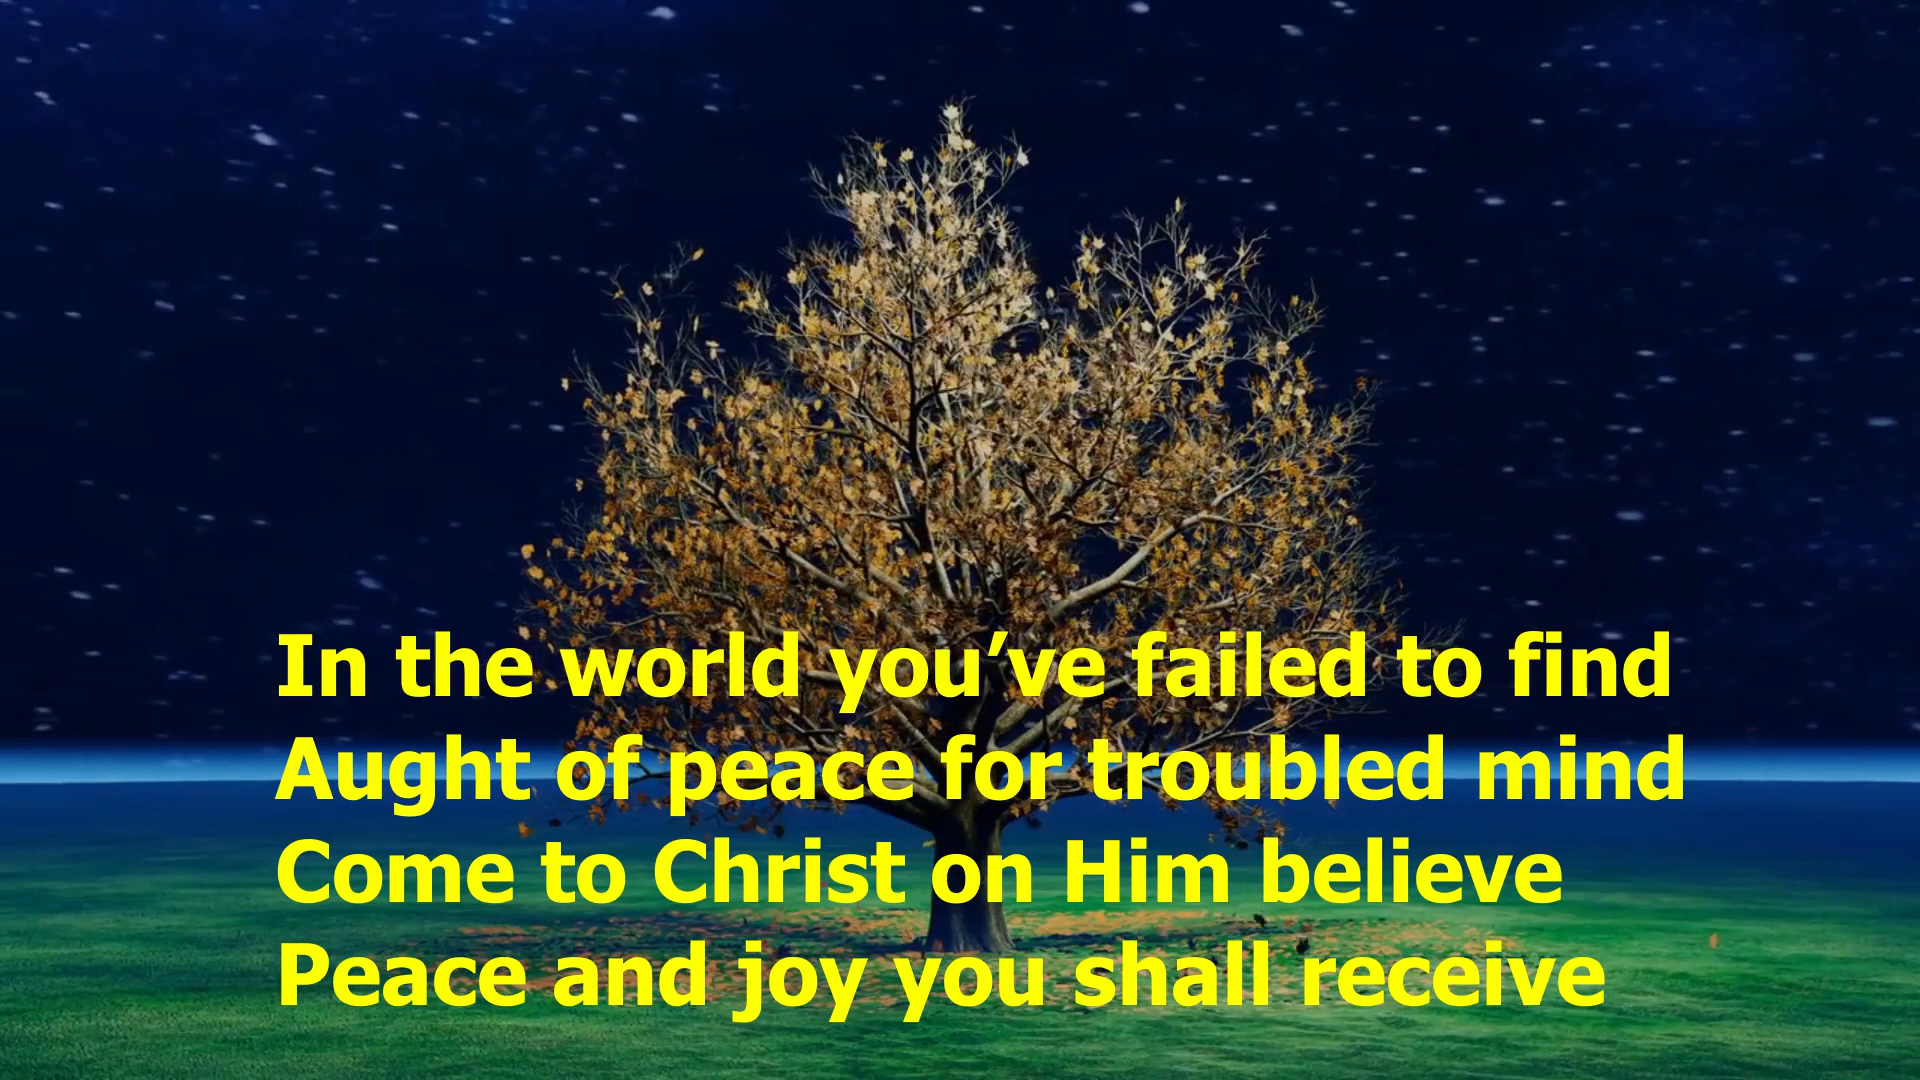 In the world you’ve failed to find
Aught of peace for troubled mind
Come to Christ on Him believe
Peace and joy you shall receive